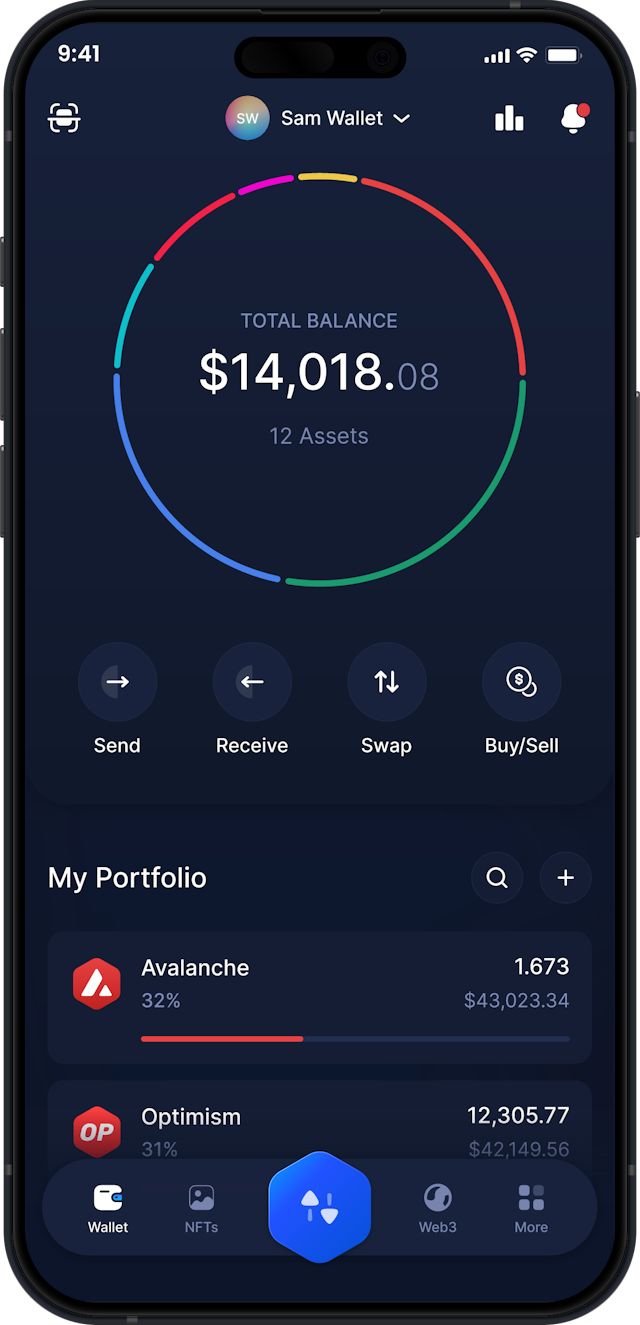 9:41
SW Sam Wallet
TOTAL BALANCE
$14,018.08
12 Assets
Send Receive Swap Buy/Sell
My Portfolio
Avalanche 1.673
32% $43,023.34
OP Optimism 12,305.77
31% $42,149.56
Wallet NFTs Web3 More